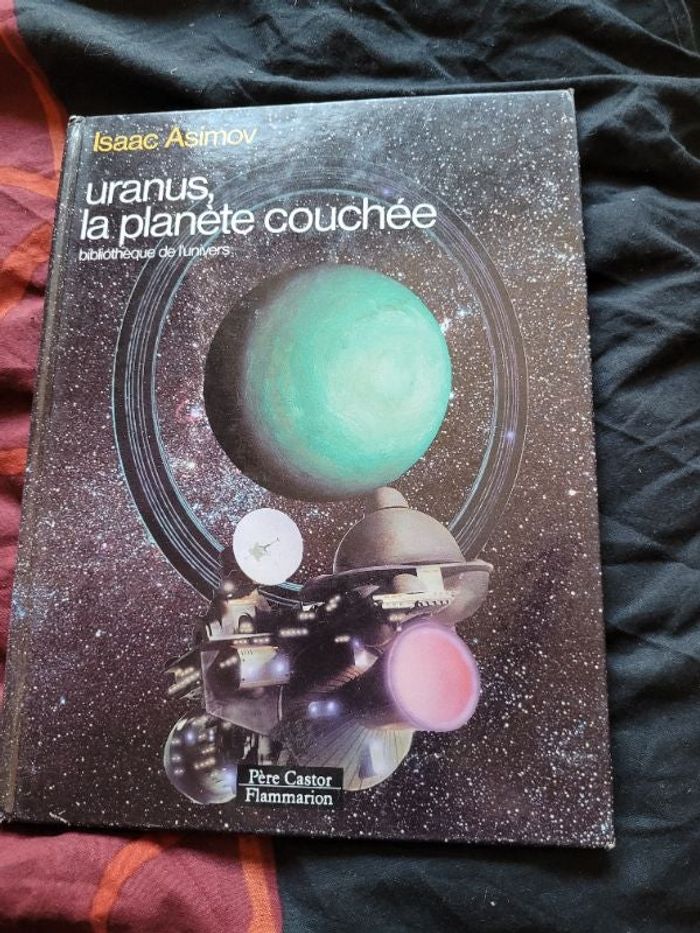 Isaac Asimov
uranus,
la planète couchée
bibliothèque de l'univers
Père Castor
Flammarion